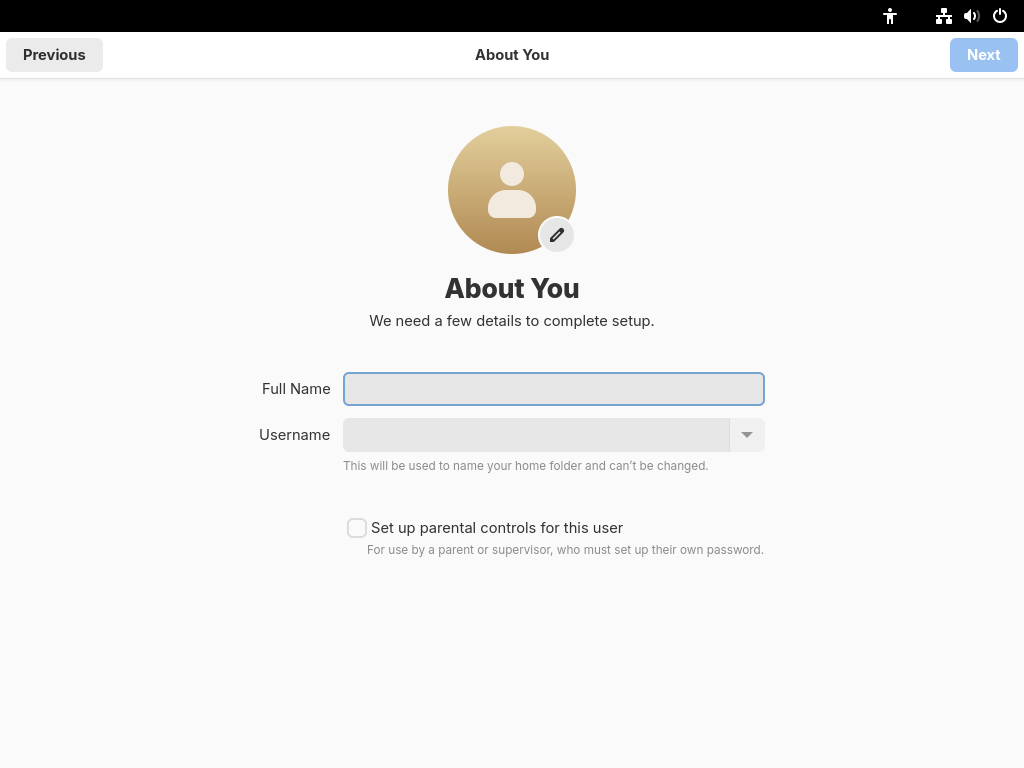 Previous
About You
Next
About You
We need a few details to complete setup.
Full Name
Username
This will be used to name your home folder and can’t be changed.
Set up parental controls for this user
For use by a parent or supervisor, who must set up their own password.